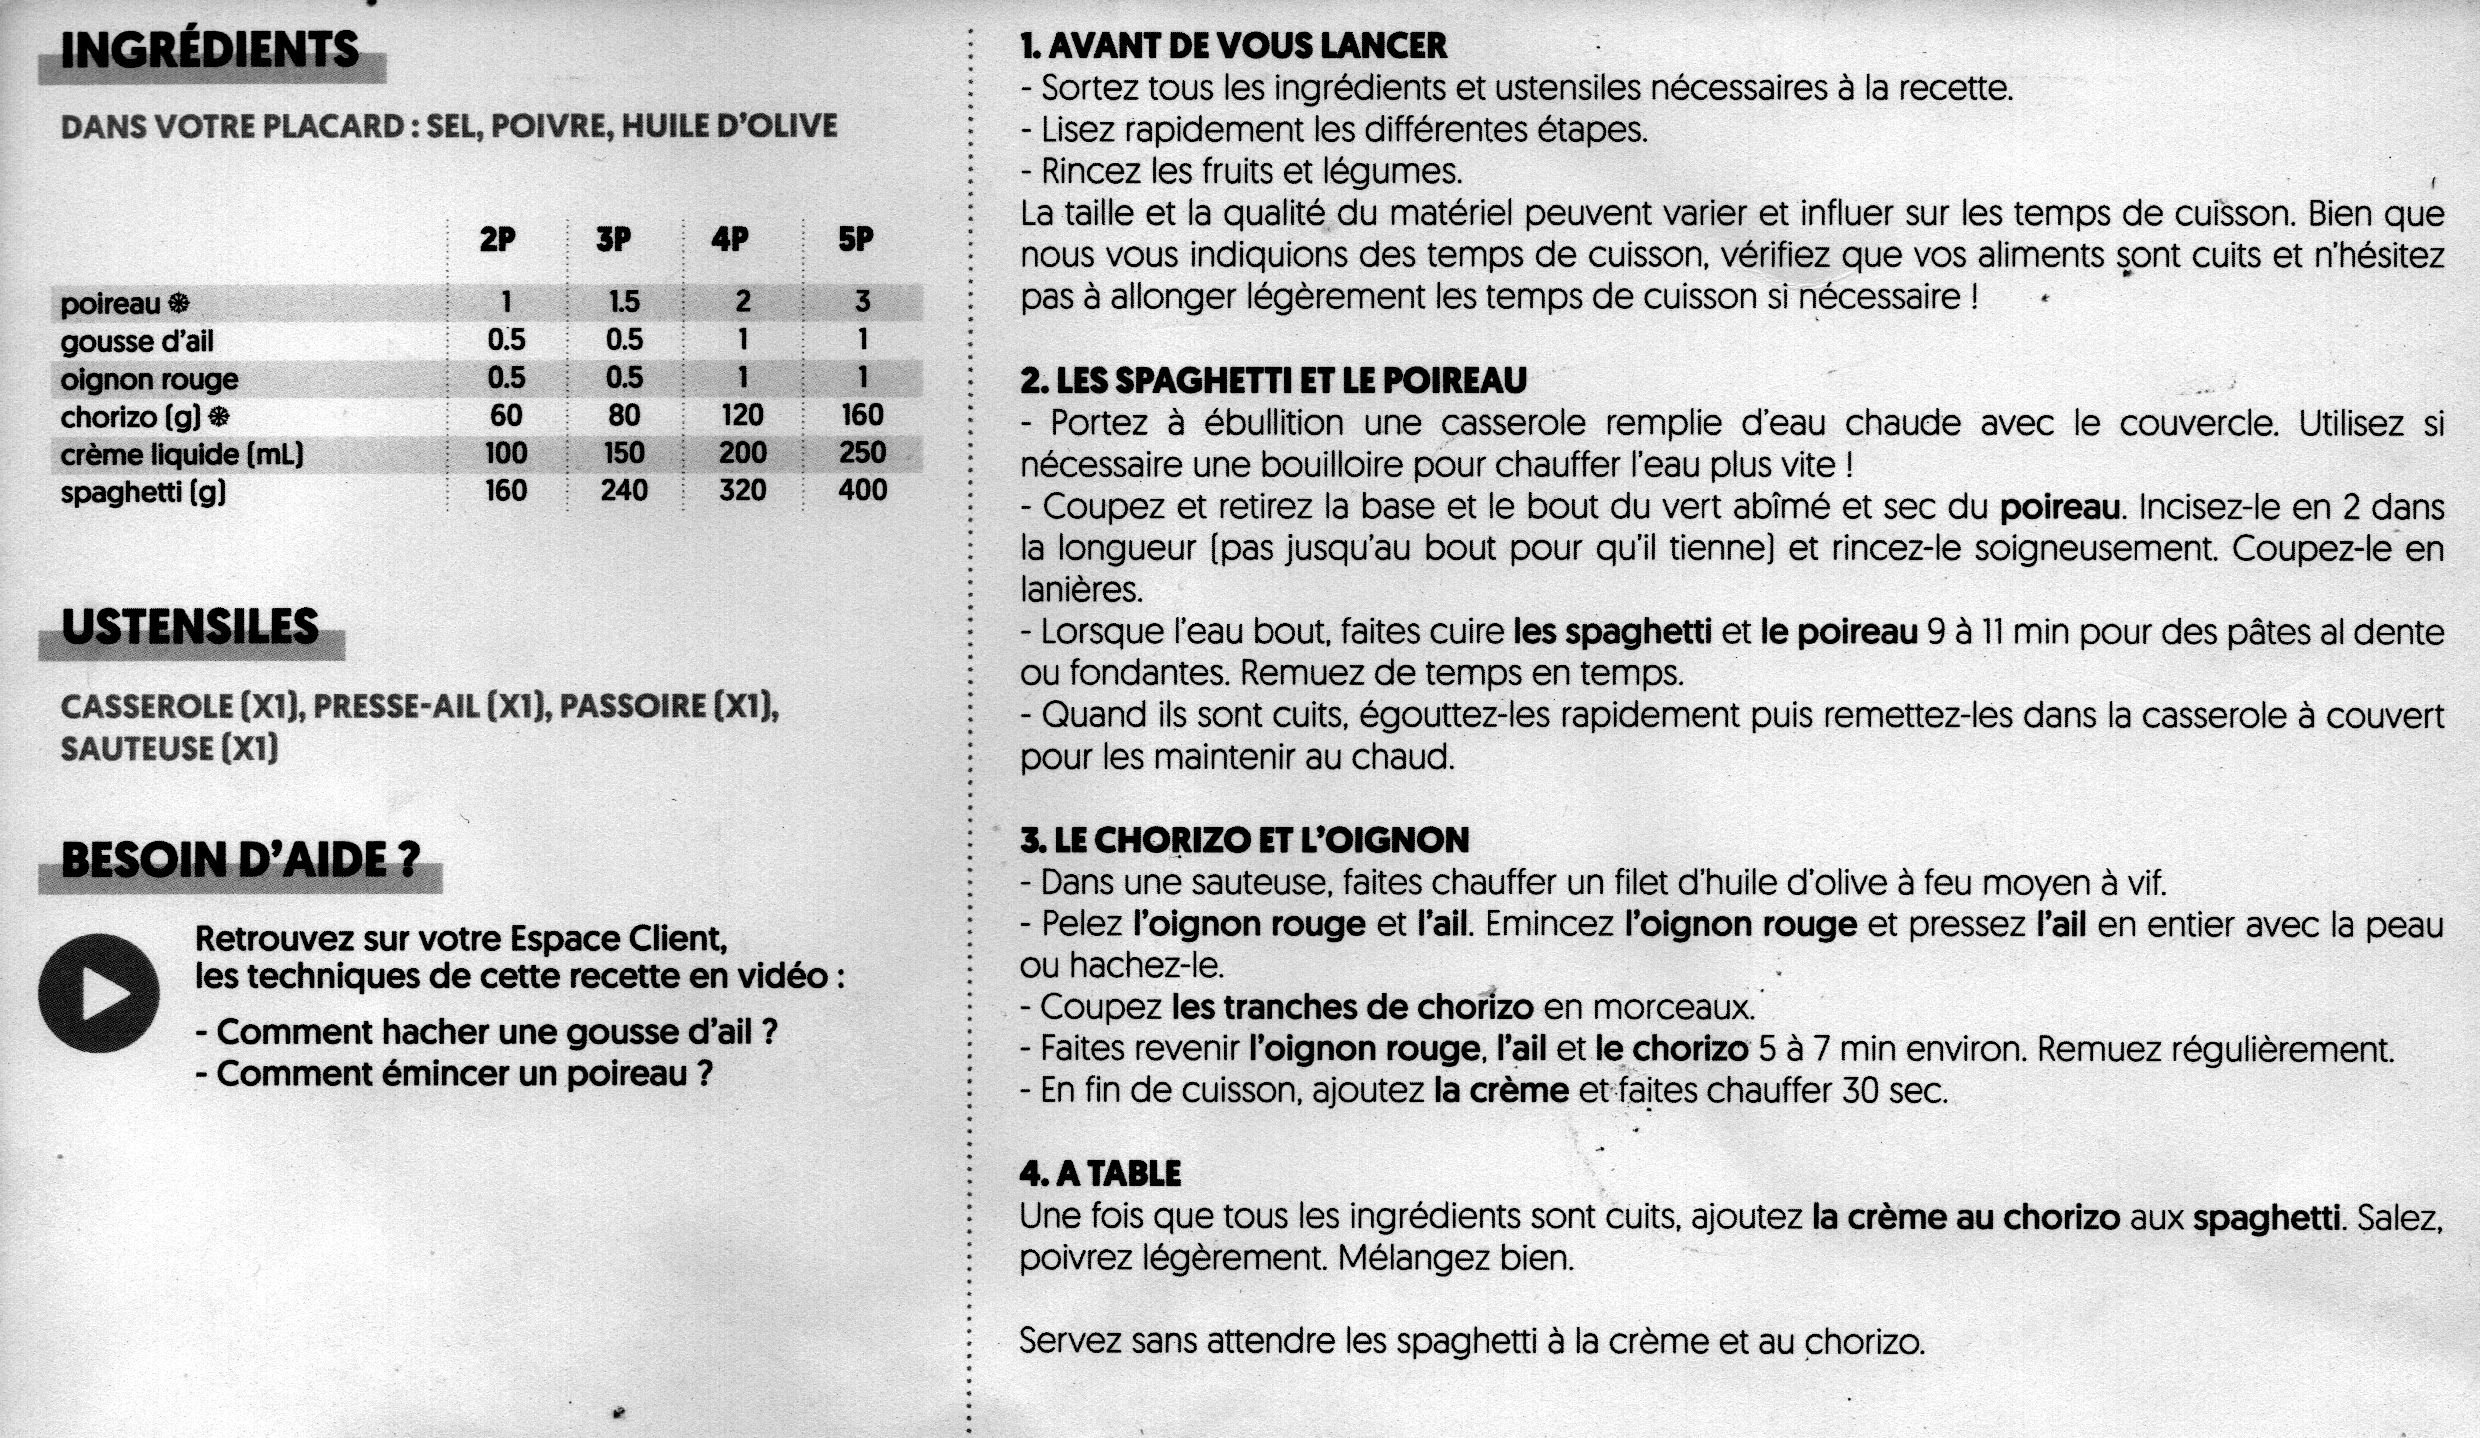 INGRÉDIENTS
DANS VOTRE PLACARD : SEL, POIVRE, HUILE D'OLIVE
2P 3P 4P 5P
poireau ❄ 1 1.5 2 3
gousse d'ail 0.5 0.5 1 1
oignon rouge 0.5 0.5 1 1
chorizo (g) ❄ 60 80 120 160
crème liquide (mL) 100 150 200 250
spaghetti (g) 160 240 320 400
USTENSILES
CASSEROLE (X1), PRESSE-AIL (X1), PASSOIRE (X1),
SAUTEUSE (X1)
BESOIN D'AIDE ?
Retrouvez sur votre Espace Client,
les techniques de cette recette en vidéo :
- Comment hacher une gousse d'ail ?
- Comment émincer un poireau ?
1. AVANT DE VOUS LANCER
- Sortez tous les ingrédients et ustensiles nécessaires à la recette.
- Lisez rapidement les différentes étapes.
- Rincez les fruits et légumes.
La taille et la qualité du matériel peuvent varier et influer sur les temps de cuisson. Bien que
nous vous indiquions des temps de cuisson, vérifiez que vos aliments sont cuits et n'hésitez
pas à allonger légèrement les temps de cuisson si nécessaire !
2. LES SPAGHETTI ET LE POIREAU
- Portez à ébullition une casserole remplie d'eau chaude avec le couvercle. Utilisez si
nécessaire une bouilloire pour chauffer l'eau plus vite !
- Coupez et retirez la base et le bout du vert abîmé et sec du poireau. Incisez-le en 2 dans
la longueur (pas jusqu'au bout pour qu'il tienne) et rincez-le soigneusement. Coupez-le en
lanières.
- Lorsque l'eau bout, faites cuire les spaghetti et le poireau 9 à 11 min pour des pâtes al dente
ou fondantes. Remuez de temps en temps.
- Quand ils sont cuits, égouttez-les rapidement puis remettez-les dans la casserole à couvert
pour les maintenir au chaud.
3. LE CHORIZO ET L'OIGNON
- Dans une sauteuse, faites chauffer un filet d'huile d'olive à feu moyen à vif.
- Pelez l'oignon rouge et l'ail. Emincez l'oignon rouge et pressez l'ail en entier avec la peau
ou hachez-le.
- Coupez les tranches de chorizo en morceaux.
- Faites revenir l'oignon rouge, l'ail et le chorizo 5 à 7 min environ. Remuez régulièrement.
- En fin de cuisson, ajoutez la crème et faites chauffer 30 sec.
4. A TABLE
Une fois que tous les ingrédients sont cuits, ajoutez la crème au chorizo aux spaghetti. Salez,
poivrez légèrement. Mélangez bien.
Servez sans attendre les spaghetti à la crème et au chorizo.